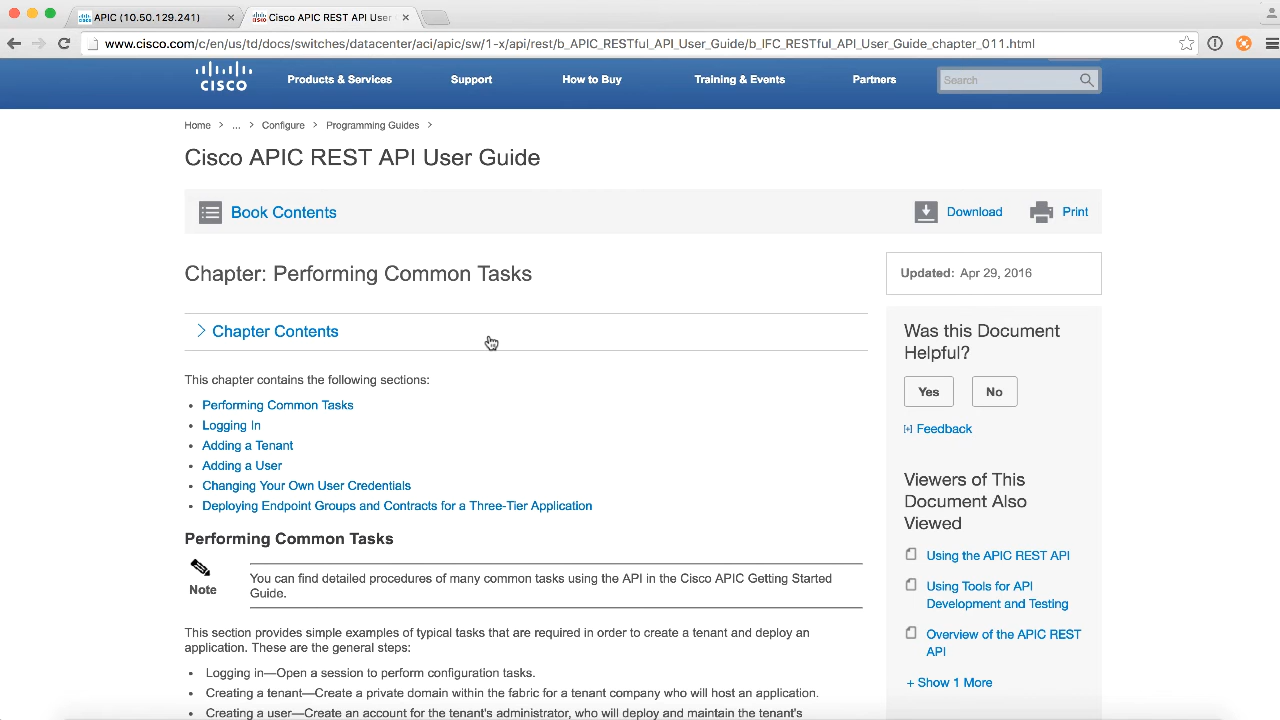 APIC (10.50.129.241)
Cisco APIC REST API User
www.cisco.com/c/en/us/td/docs/switches/datacenter/aci/apic/sw/1-x/api/rest/b_APIC_RESTful_API_User_Guide/b_IFC_RESTful_API_User_Guide_chapter_011.html
CISCO
Products & Services
Support
How to Buy
Training & Events
Partners
Search
Home > ... > Configure > Programming Guides >
Cisco APIC REST API User Guide
Book Contents
Download
Print
Chapter: Performing Common Tasks
Updated: Apr 29, 2016
Chapter Contents
This chapter contains the following sections:
• Performing Common Tasks
• Logging In
• Adding a Tenant
• Adding a User
• Changing Your Own User Credentials
• Deploying Endpoint Groups and Contracts for a Three-Tier Application
Performing Common Tasks
Note
You can find detailed procedures of many common tasks using the API in the Cisco APIC Getting Started
Guide.
This section provides simple examples of typical tasks that are required in order to create a tenant and deploy an
application. These are the general steps:
• Logging in—Open a session to perform configuration tasks.
• Creating a tenant—Create a private domain within the fabric for a tenant company who will host an application.
• Creating a user—Create an account for the tenant's administrator, who will deploy and maintain the tenant's
Was this Document
Helpful?
Yes
No
[+] Feedback
Viewers of This
Document Also
Viewed
Using the APIC REST API
Using Tools for API
Development and Testing
Overview of the APIC REST
API
+ Show 1 More